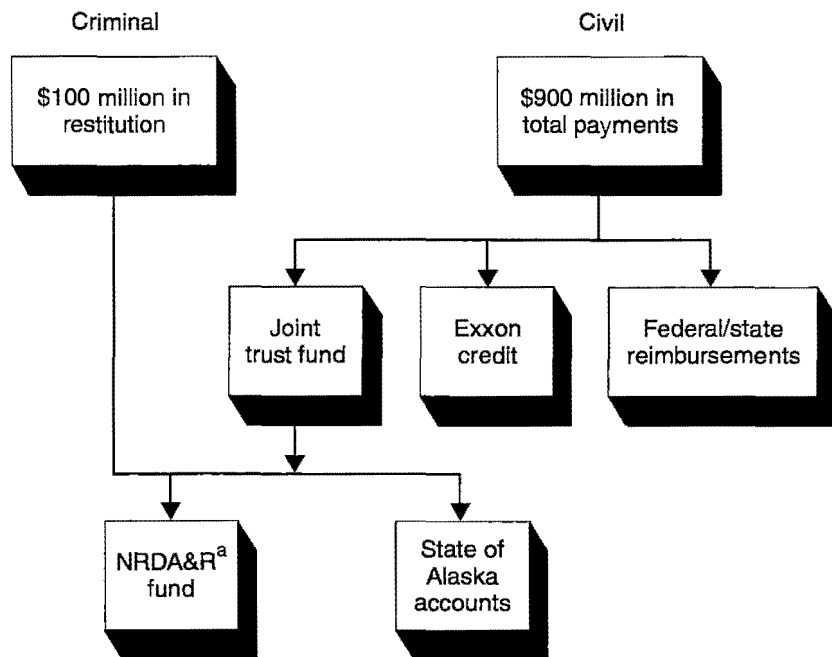 Criminal
Civil
$100 million in
restitution
$900 million in
total payments
Joint
trust fund
Exxon
credit
Federal/state
reimbursements
NRDA&Rª
fund
State of
Alaska
accounts